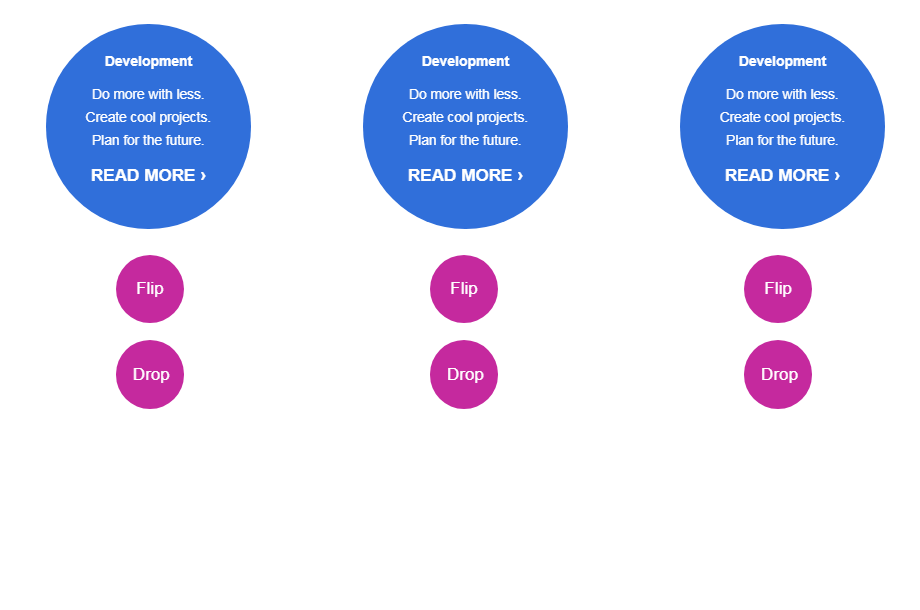 Development
Do more with less.
Create cool projects.
Plan for the future.
READ MORE ›
Development
Do more with less.
Create cool projects.
Plan for the future.
READ MORE ›
Development
Do more with less.
Create cool projects.
Plan for the future.
READ MORE ›
Flip
Flip
Flip
Drop
Drop
Drop